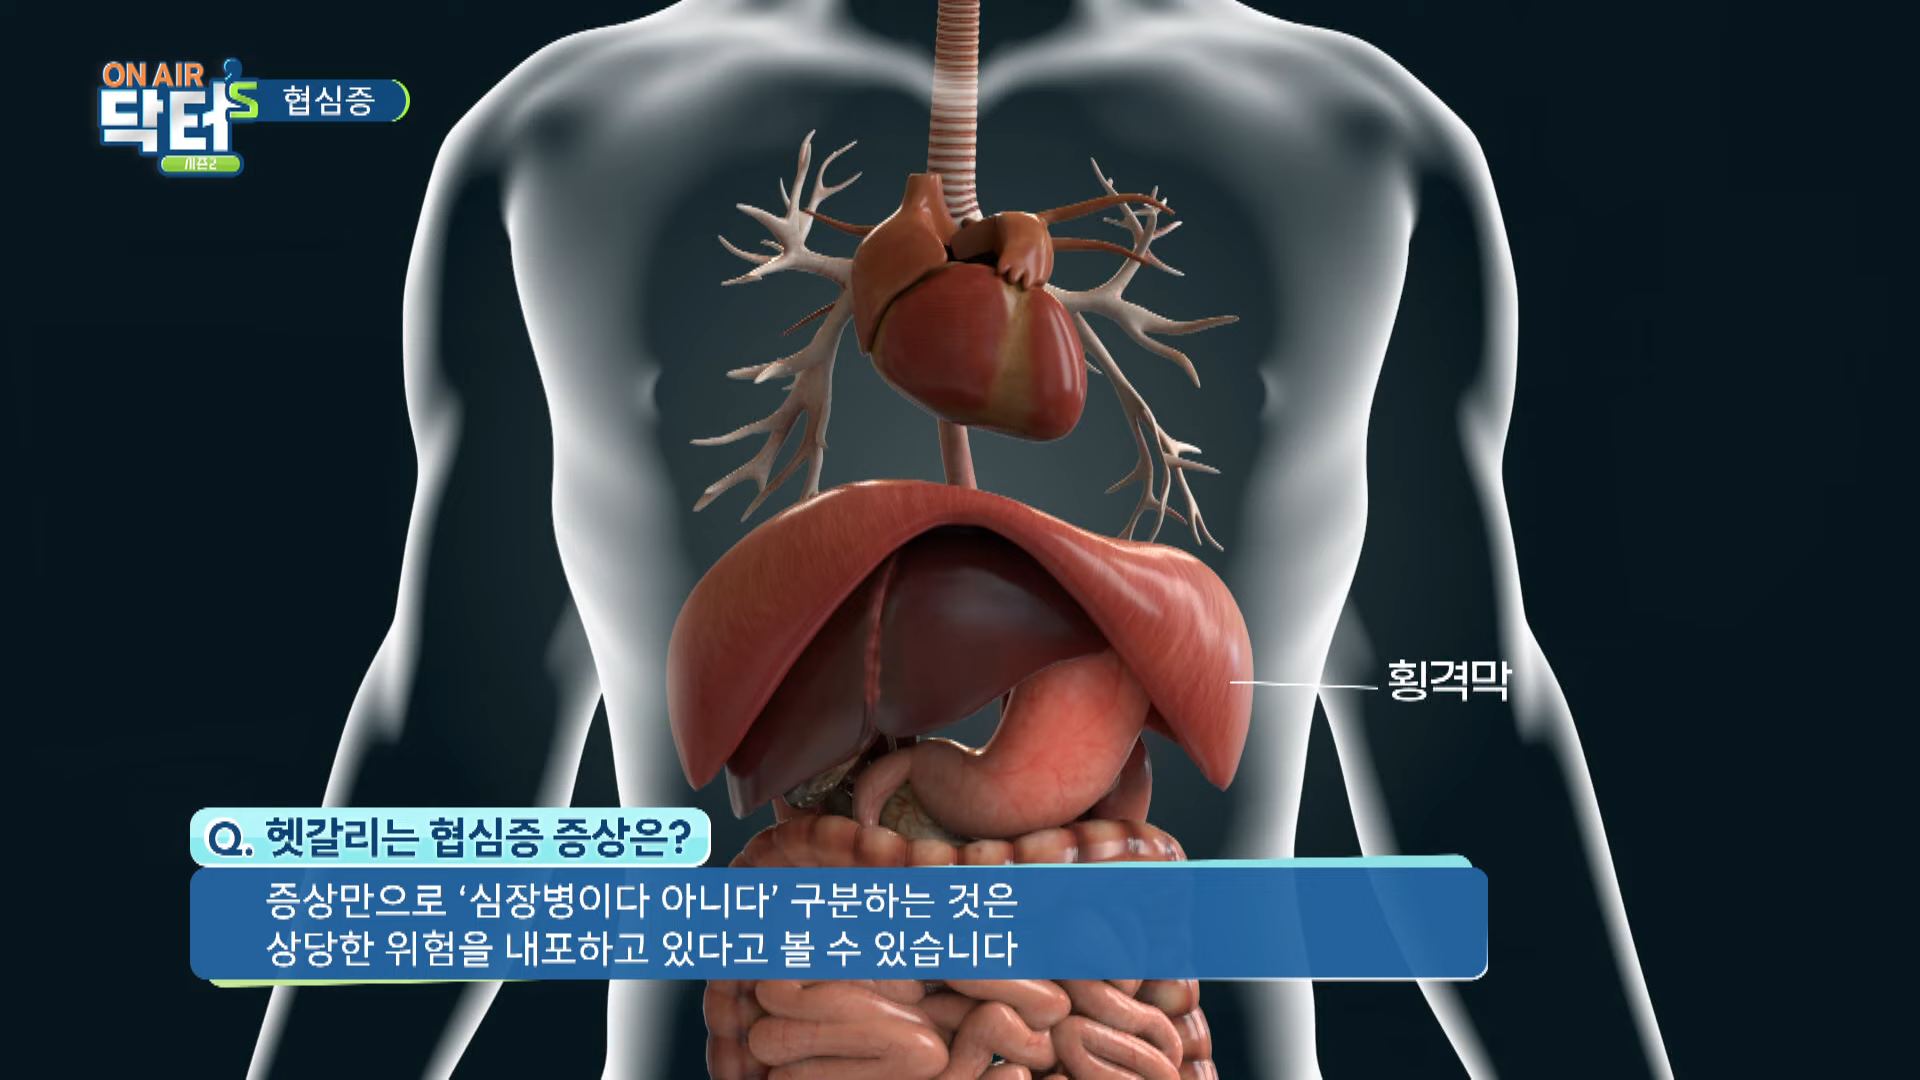 ON AIR
닥터's
시즌2
협심증
횡격막
Q. 헷갈리는 협심증 증상은?
증상만으로 ‘심장병이다 아니다’ 구분하는 것은
상당한 위험을 내포하고 있다고 볼 수 있습니다